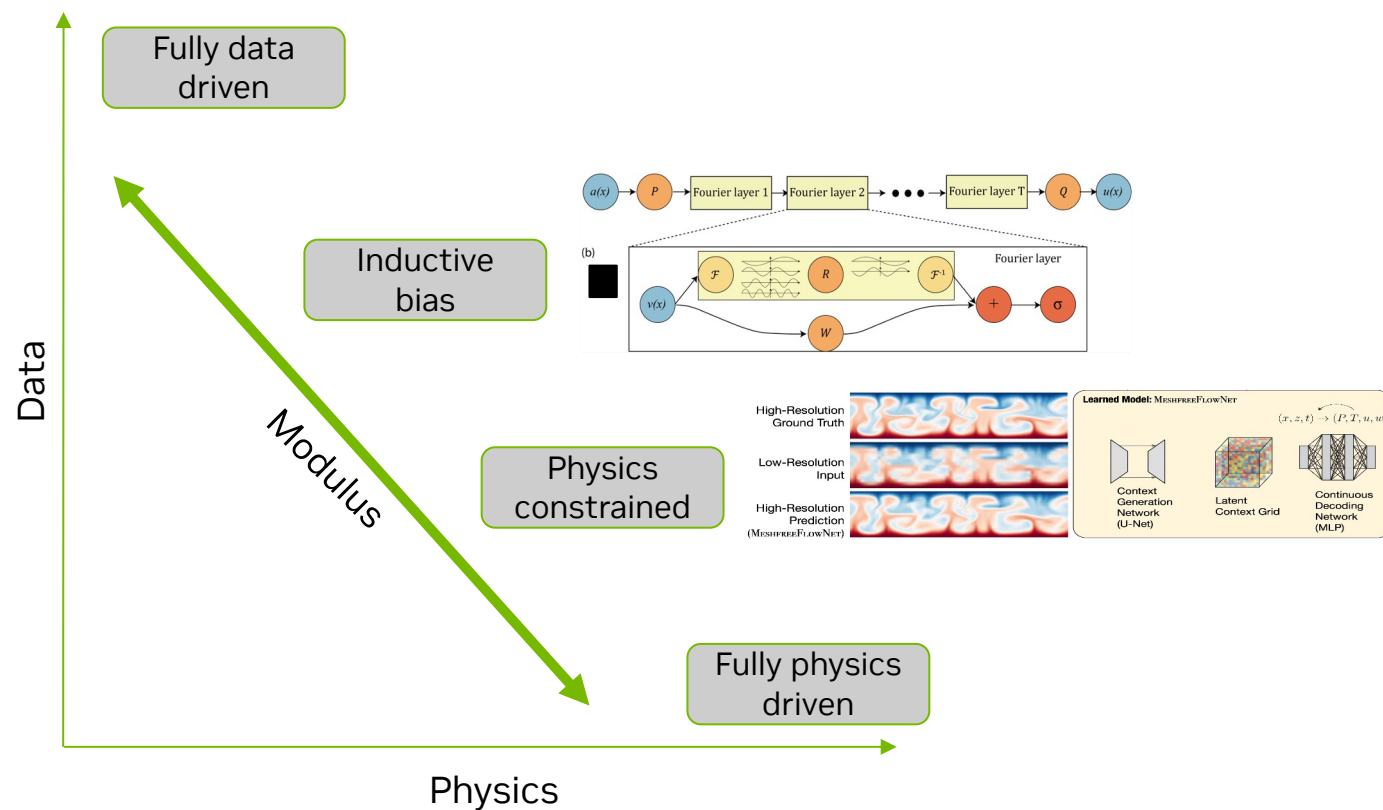 Fully data
driven
a(x)
P
Fourier layer 1
Fourier layer 2
Fourier layer T
Q
u(x)
Inductive
bias
(b)
Fourier layer
v(x)
ℱ
R
ℱ⁻¹
W
+
σ
Data
Modulus
Physics
constrained
High-Resolution
Ground Truth
Low-Resolution
Input
High-Resolution
Prediction
(MESHFREEFLOWNET)
Learned Model: MESHFREEFLOWNET
(x, z, t) → (P, T, u, w
Context
Generation
Network
(U-Net)
Latent
Context Grid
Continuous
Decoding
Network
(MLP)
Fully physics
driven
Physics